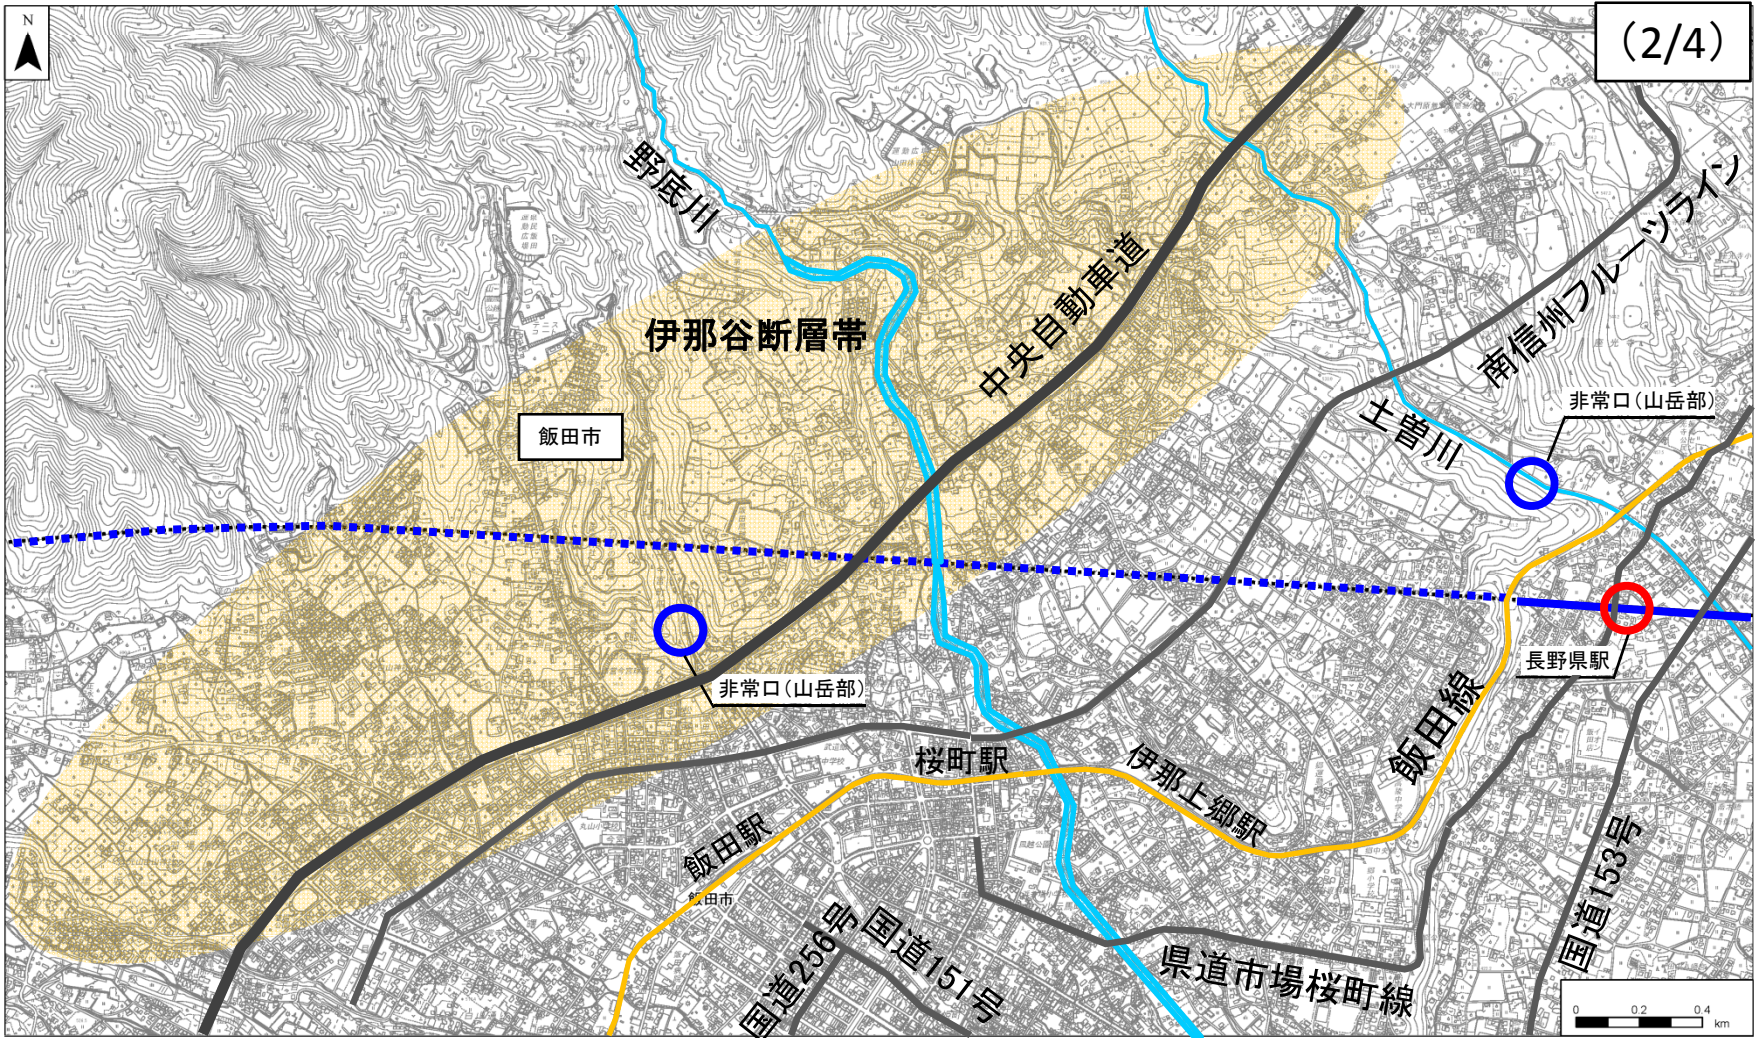 N
(2/4)
野底川
中央自動車道
南信州フルーツライン
伊那谷断層帯
飯田市
土曽川
非常口(山岳部)
長野県駅
非常口(山岳部)
飯田線
桜町駅
伊那上郷駅
飯田駅
飯田市
国道256号
国道151号
県道市場桜町線
国道153号
0 0.2 0.4
km